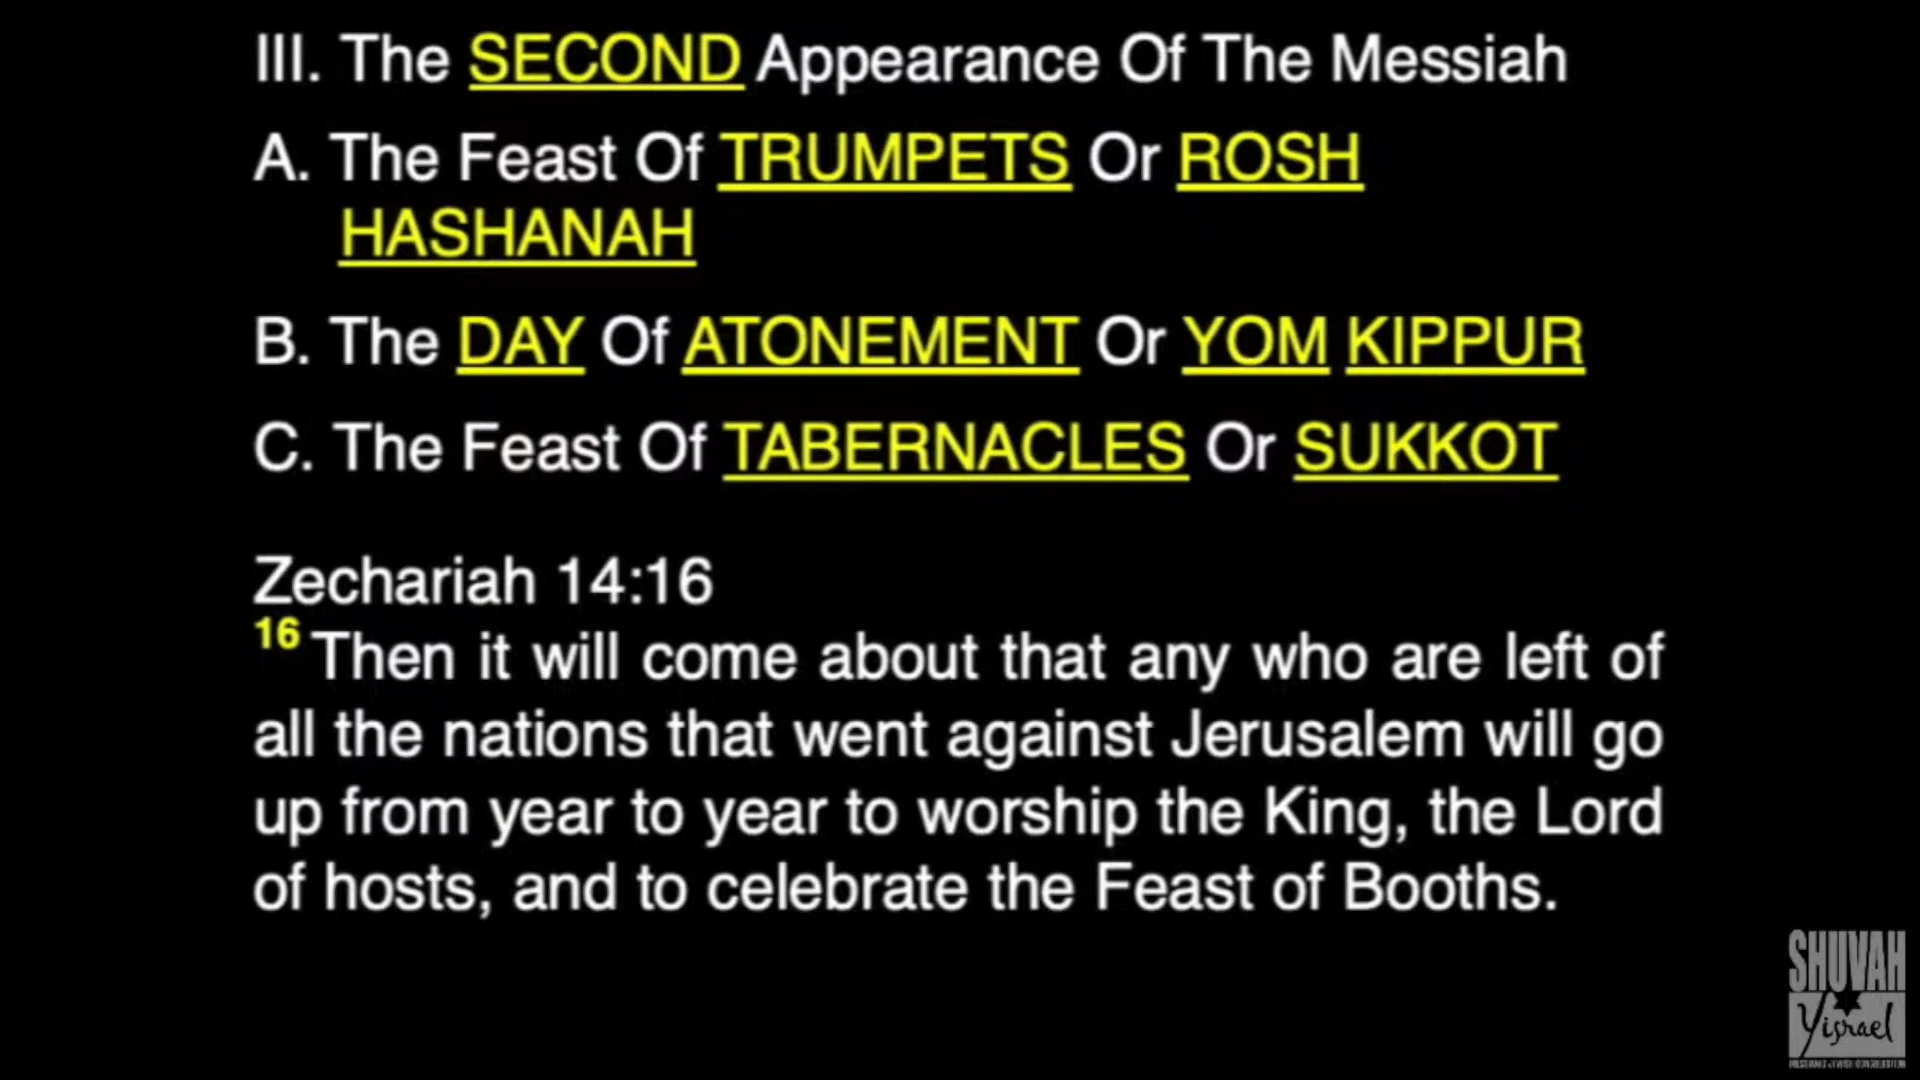 III. The SECOND Appearance Of The Messiah
A. The Feast Of TRUMPETS Or ROSH
HASHANAH
B. The DAY Of ATONEMENT Or YOM KIPPUR
C. The Feast Of TABERNACLES Or SUKKOT
Zechariah 14:16
16 Then it will come about that any who are left of
all the nations that went against Jerusalem will go
up from year to year to worship the King, the Lord
of hosts, and to celebrate the Feast of Booths.
SHUVAH
Yisrael